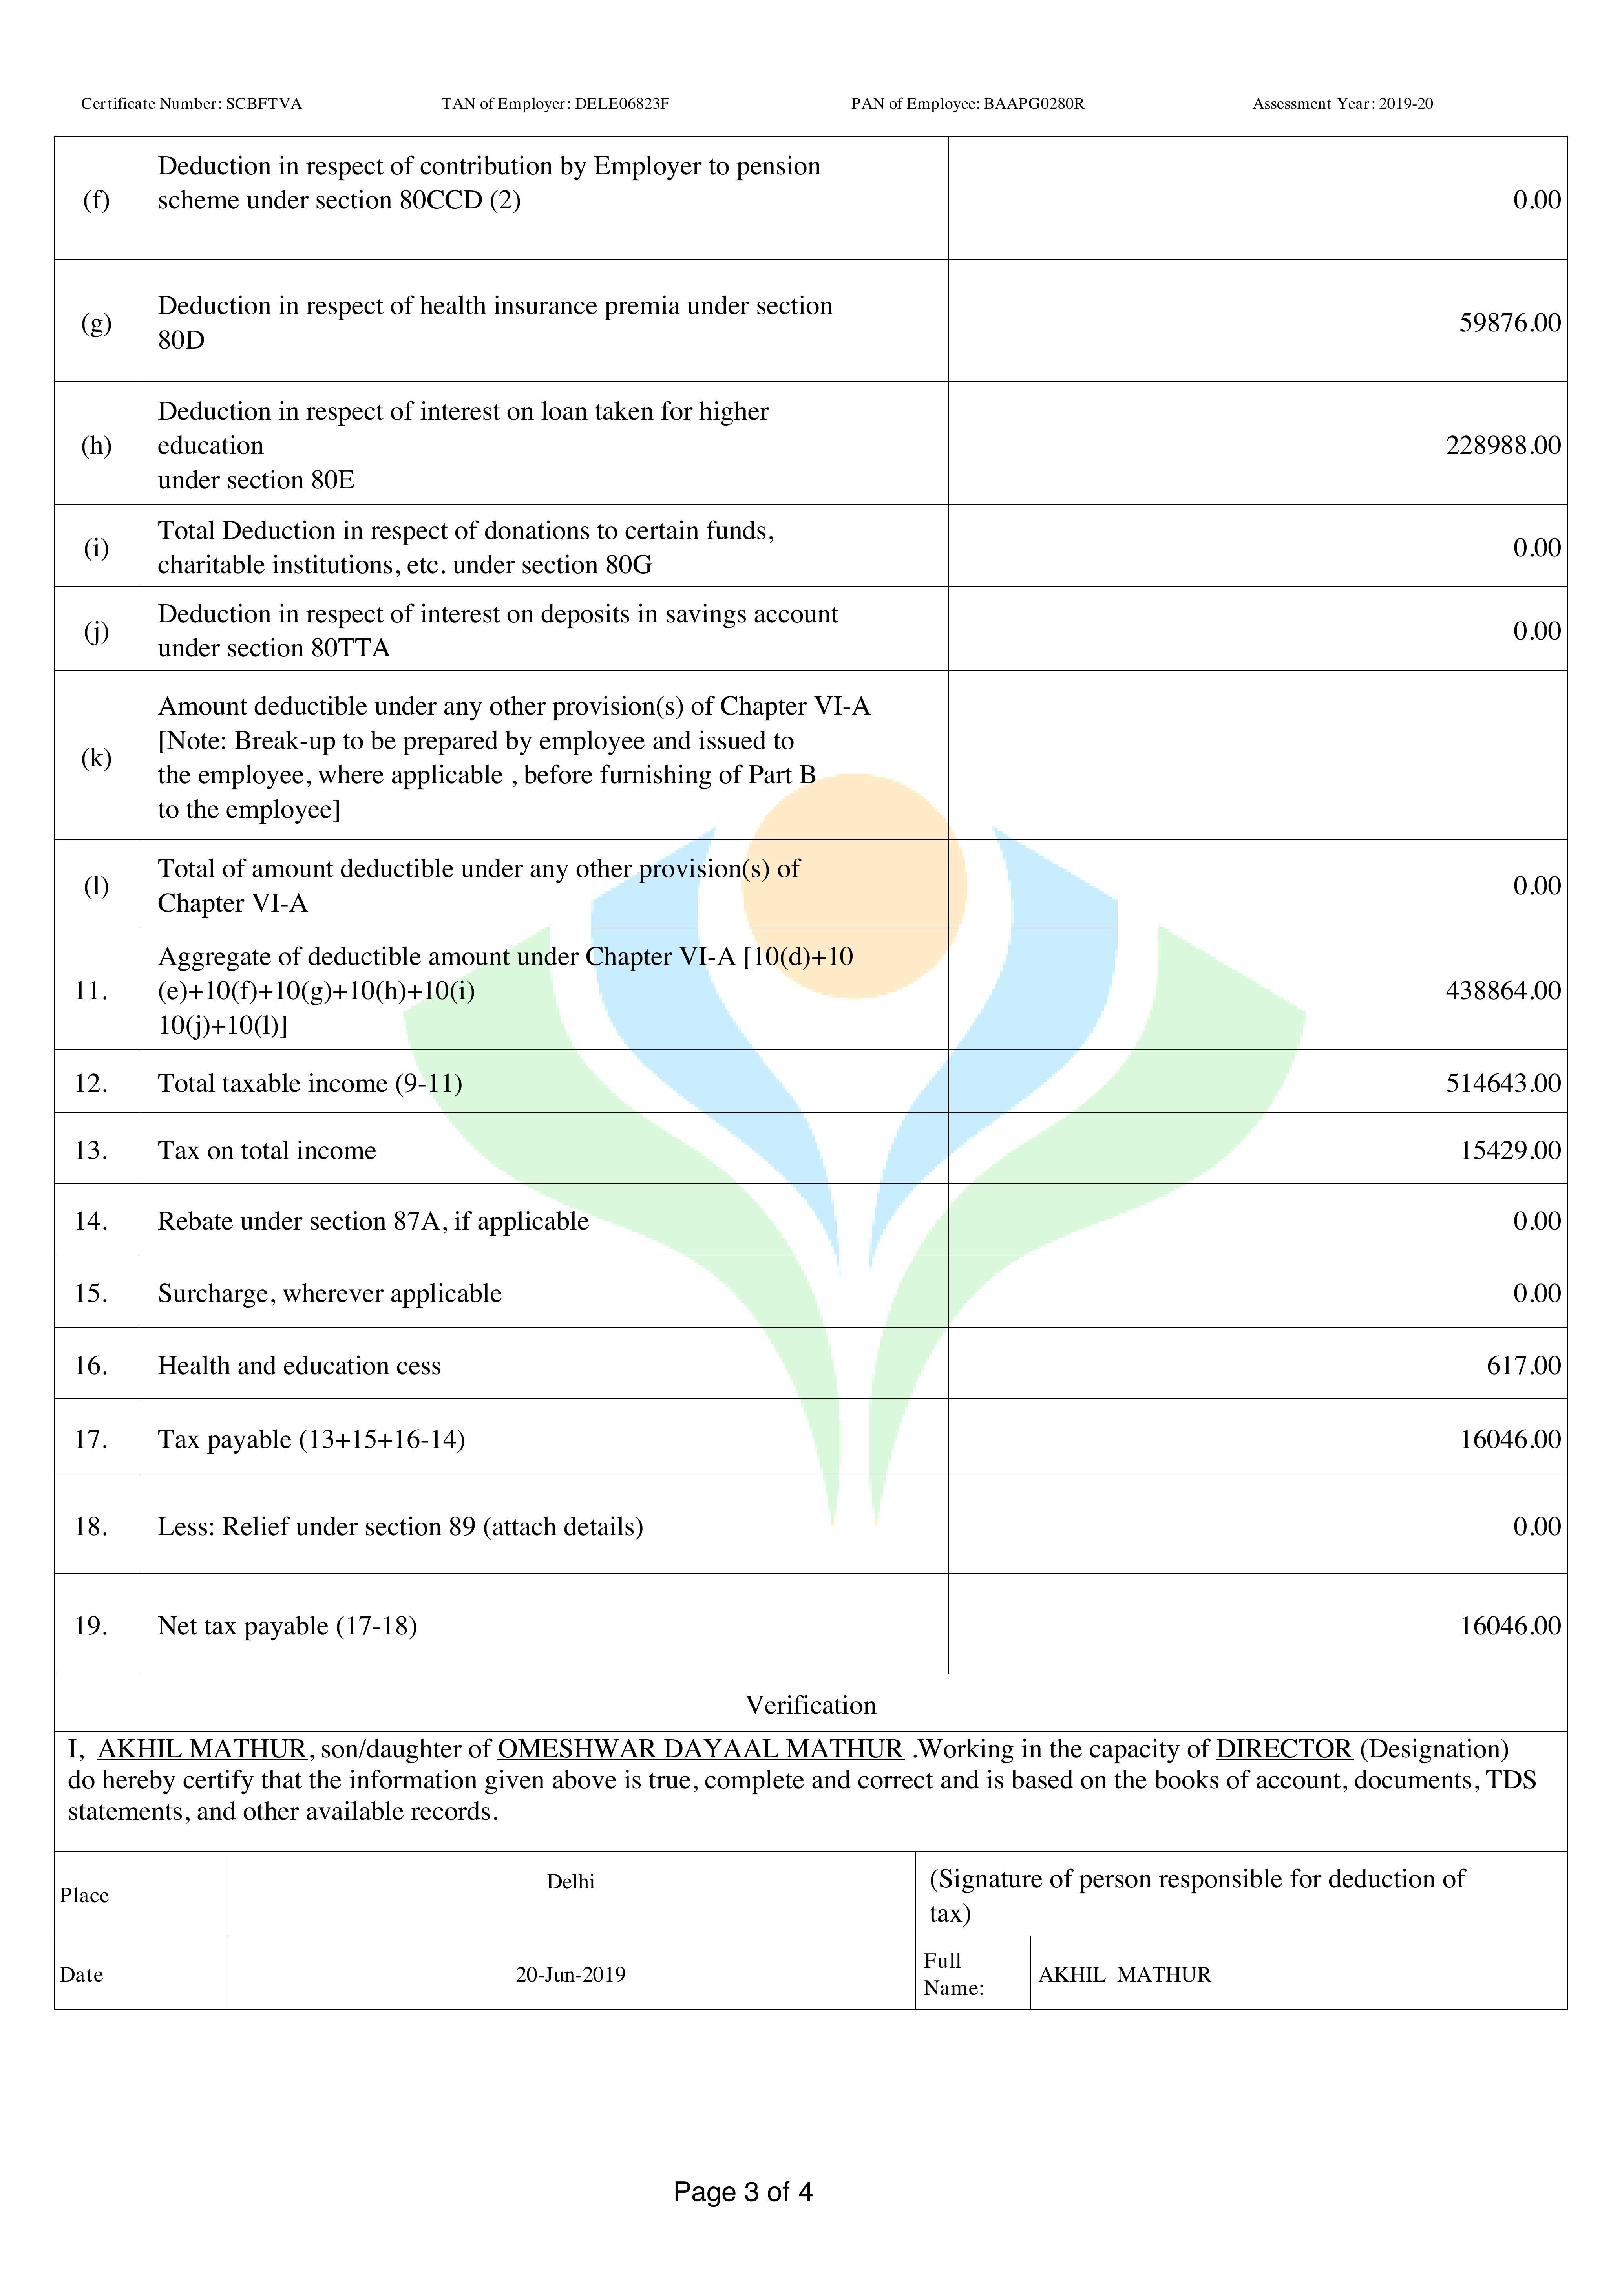 Certificate Number: SCBFTVA TAN of Employer: DELE06823F PAN of Employee: BAAPG0280R Assessment Year: 2019-20
(f) Deduction in respect of contribution by Employer to pension
scheme under section 80CCD (2) 0.00
(g) Deduction in respect of health insurance premia under section
80D 59876.00
(h) Deduction in respect of interest on loan taken for higher
education 228988.00
under section 80E
(i) Total Deduction in respect of donations to certain funds,
charitable institutions, etc. under section 80G 0.00
(j) Deduction in respect of interest on deposits in savings account
under section 80TTA 0.00
(k) Amount deductible under any other provision(s) of Chapter VI-A
[Note: Break-up to be prepared by employee and issued to
the employee, where applicable , before furnishing of Part B
to the employee]
(l) Total of amount deductible under any other provision(s) of
Chapter VI-A 0.00
11. Aggregate of deductible amount under Chapter VI-A [10(d)+10
(e)+10(f)+10(g)+10(h)+10(i) 438864.00
10(j)+10(l)]
12. Total taxable income (9-11) 514643.00
13. Tax on total income 15429.00
14. Rebate under section 87A, if applicable 0.00
15. Surcharge, wherever applicable 0.00
16. Health and education cess 617.00
17. Tax payable (13+15+16-14) 16046.00
18. Less: Relief under section 89 (attach details) 0.00
19. Net tax payable (17-18) 16046.00
Verification
I, AKHIL MATHUR, son/daughter of OMESHWAR DAYAAL MATHUR .Working in the capacity of DIRECTOR (Designation)
do hereby certify that the information given above is true, complete and correct and is based on the books of account, documents, TDS
statements, and other available records.
Place Delhi (Signature of person responsible for deduction of
tax)
Date 20-Jun-2019 Full
Name: AKHIL MATHUR
Page 3 of 4